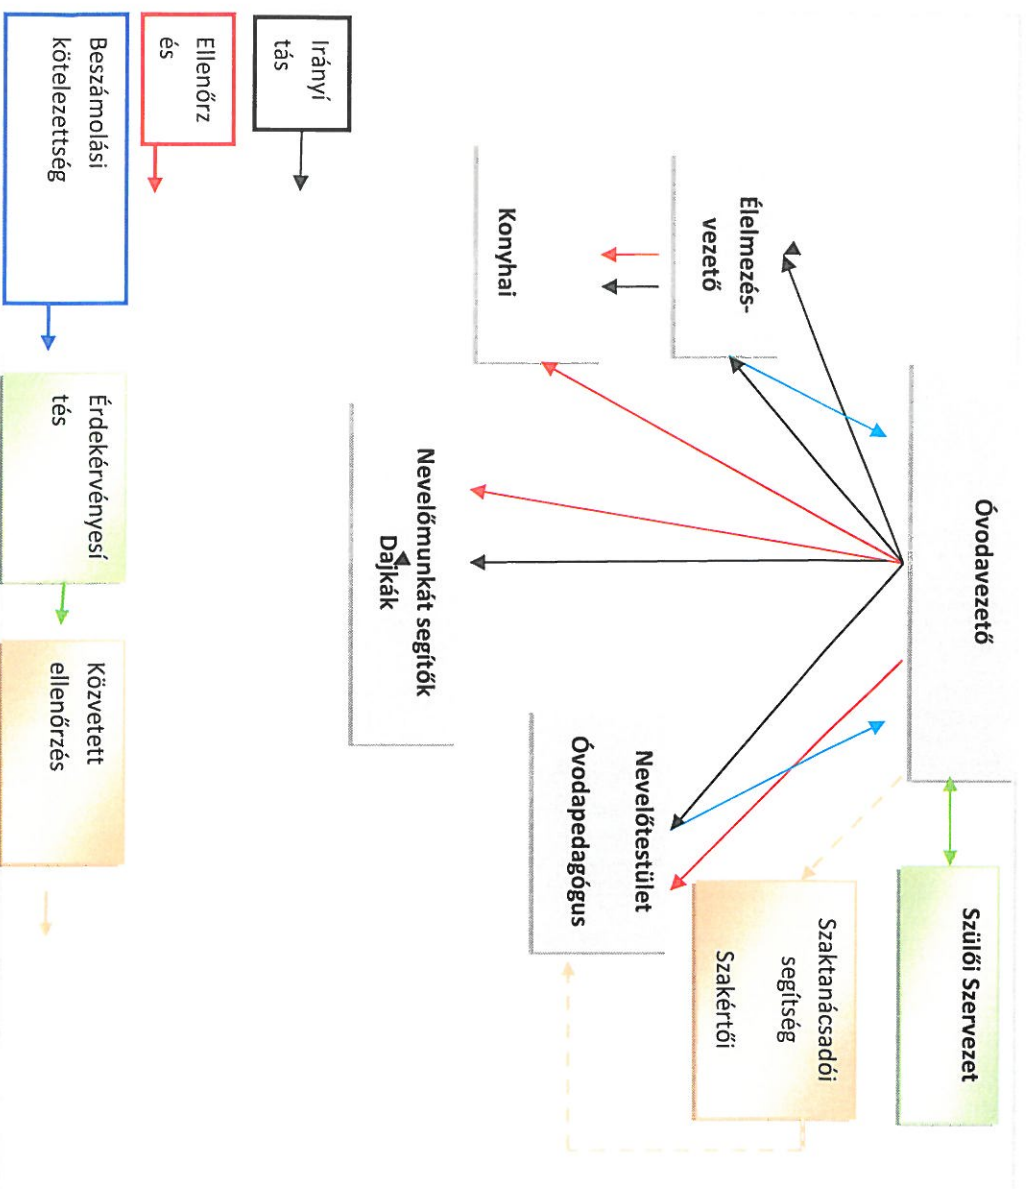 Óvodavezető
Szülői Szervezet
Szaktanácsadói
segítség
Szakértői
Élelmezés-
vezető
Nevelőtestület
Óvodapedagógus
Konyhai
Nevelőmunkát segítők
Dajkák
Irányí
tás
Ellenőrz
és
Beszámolási
kötelezettség
Érdekérvényesí
tés
Közvetett
ellenőrzés